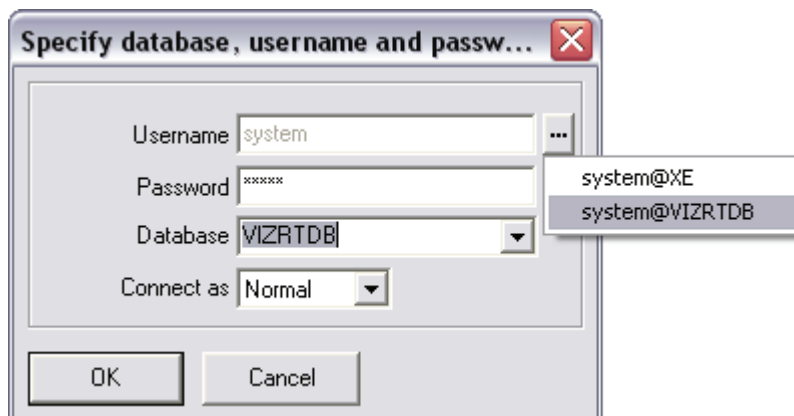 Specify database, username and passw...
Username system ...
Password *****
system@XE
system@VIZRTDB
Database VIZRTDB
Connect as Normal
OK Cancel